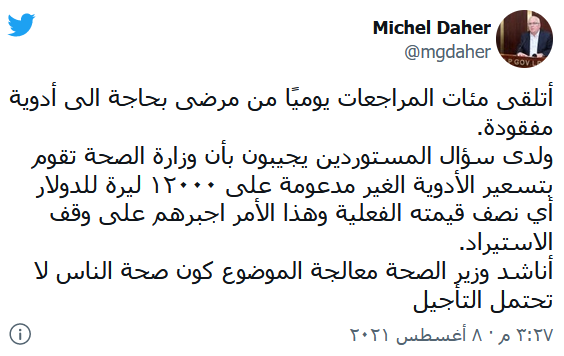 Michel Daher
@mgdaher
أتلقى مئات المراجعات يوميًا من مرضى بحاجة الى أدوية
مفقودة.
ولدى سؤال المستوردين يجيبون بأن وزارة الصحة تقوم
بتسعير الأدوية الغير مدعومة على ١٢٠٠٠ ليرة للدولار
أي نصف قيمته الفعلية وهذا الأمر اجبرهم على وقف
الاستيراد.
أناشد وزير الصحة معالجة الموضوع كون صحة الناس لا
تحتمل التأجيل
٣:٢٧ م · ٨ أغسطس ٢٠٢١